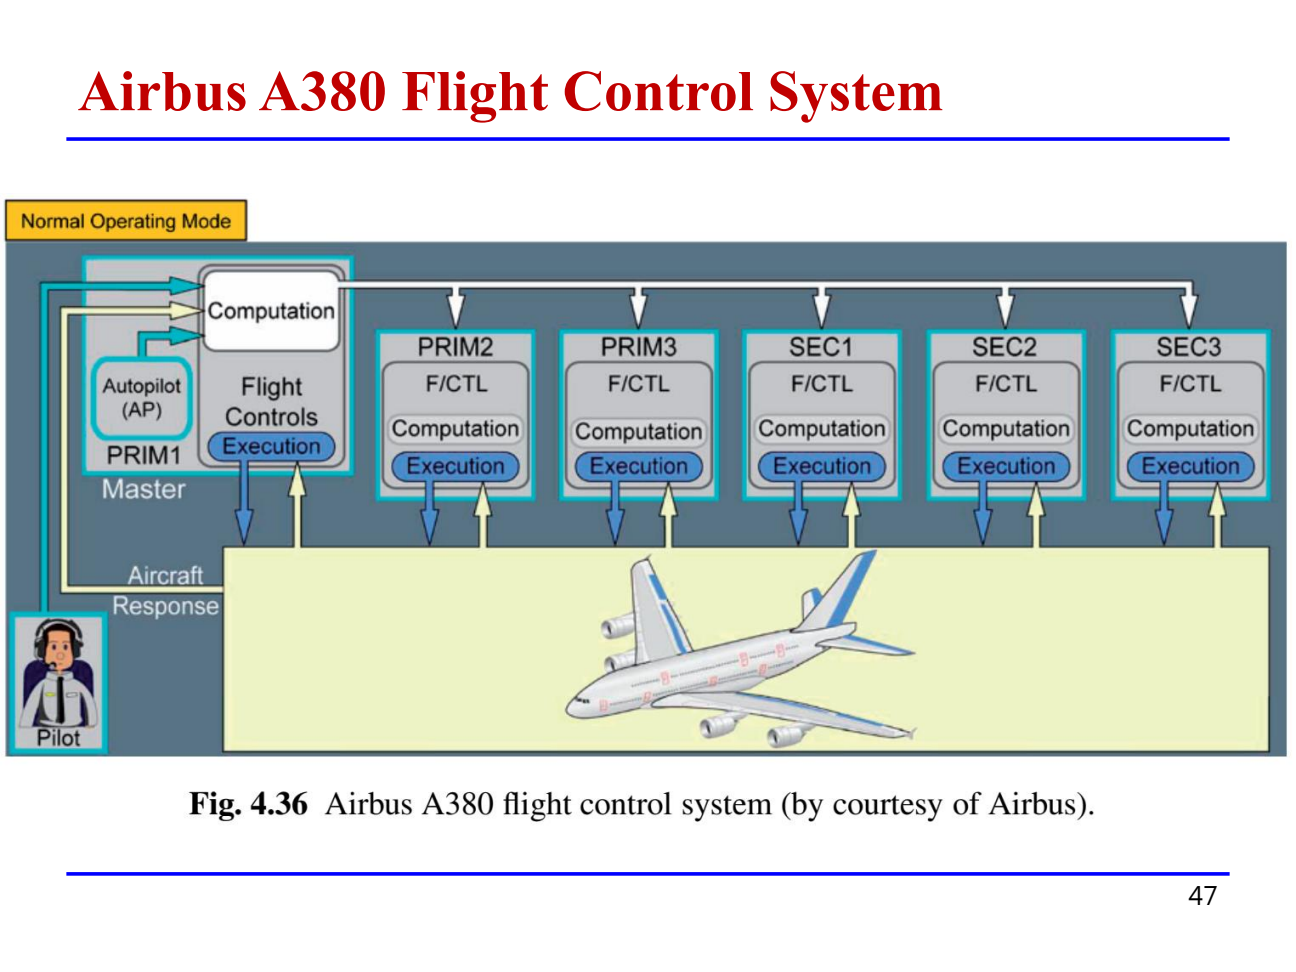 Airbus A380 Flight Control System
Normal Operating Mode
Computation
Autopilot
(AP)
Flight
Controls
Execution
PRIM1
Master
PRIM2
F/CTL
Computation
Execution
PRIM3
F/CTL
Computation
Execution
SEC1
F/CTL
Computation
Execution
SEC2
F/CTL
Computation
Execution
SEC3
F/CTL
Computation
Execution
Aircraft
Response
Pilot
Fig. 4.36 Airbus A380 flight control system (by courtesy of Airbus).
47